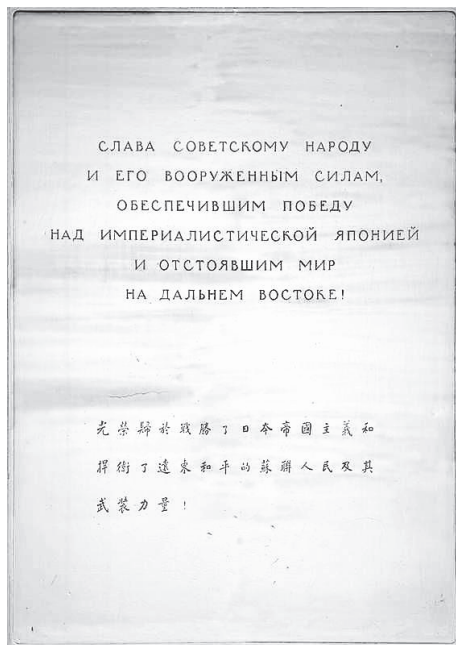 СЛАВА СОВЕТСКОМУ НАРОДУ
И ЕГО ВООРУЖЕННЫМ СИЛАМ,
ОБЕСПЕЧИВШИМ ПОБЕДУ
НАД ИМПЕРИАЛИСТИЧЕСКОЙ ЯПОНИЕЙ
И ОТСТОЯВШИМ МИР
НА ДАЛЬНЕМ ВОСТОКЕ!
光榮歸於戰勝了日本帝國主義和
捍衛了遠東和平的蘇聯人民及其
武裝力量!